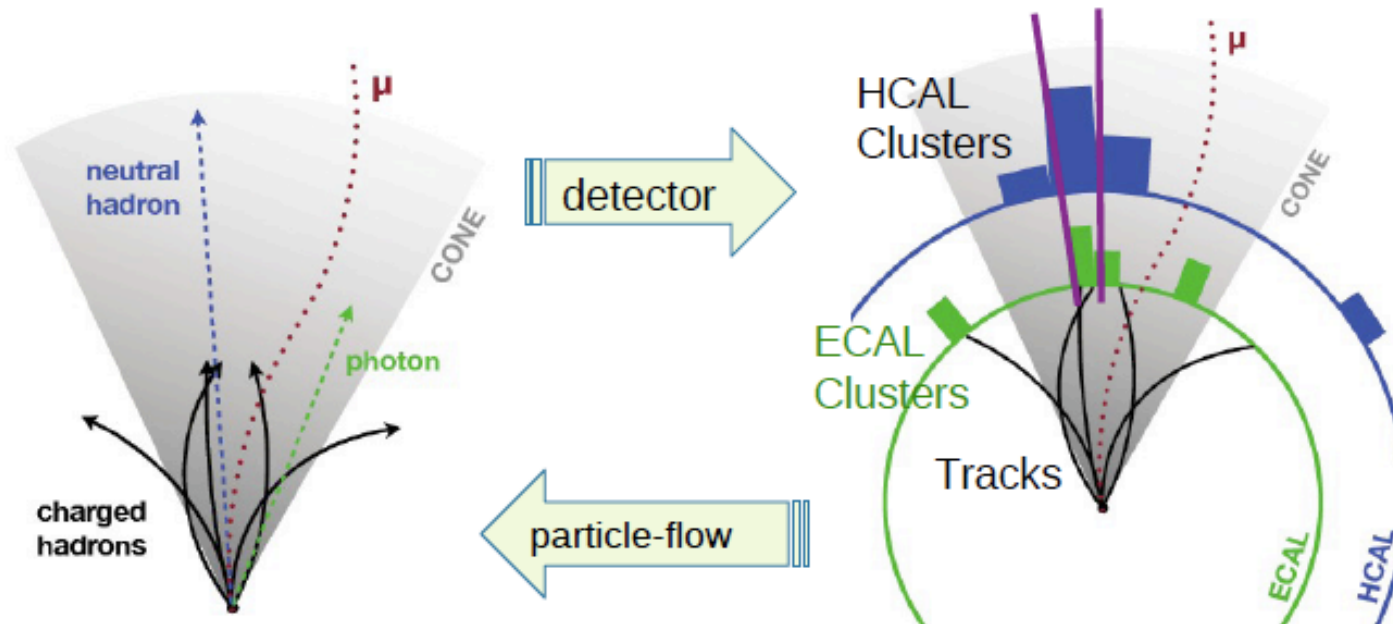 μ
neutral
hadron
CONE
photon
charged
hadrons
detector
particle-flow
μ
HCAL
Clusters
CONE
ECAL
Clusters
Tracks
ECAL
HCAL